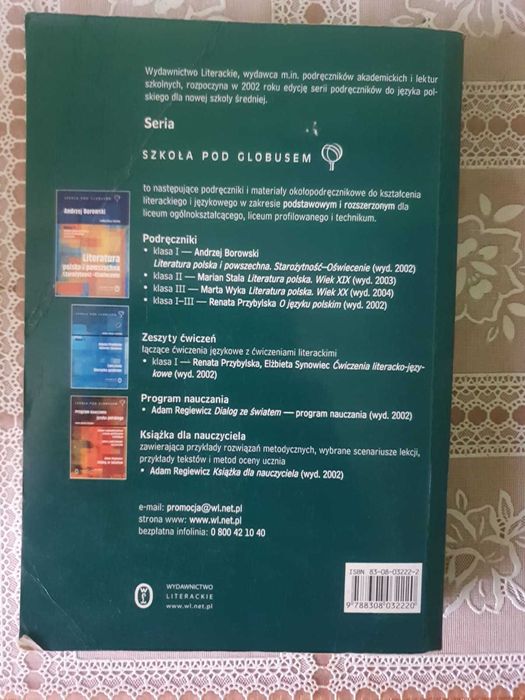 Wydawnictwo Literackie, wydawca m.in. podręczników akademickich i lektur
szkolnych, rozpoczyna w 2002 roku edycję serii podręczników do języka pol-
skiego dla nowej szkoły średniej.
Seria
SZKOŁA POD GLOBUSEM
to następujące podręczniki i materiały okołopodręcznikowe do kształcenia
literackiego i językowego w zakresie podstawowym i rozszerzonym dla
liceum ogólnokształcącego, liceum profilowanego i technikum.
Andrzej Borowski
Literatura
polska i powszechna
Starożytność–Oświecenie
Podręczniki
• klasa I — Andrzej Borowski
Literatura polska i powszechna. Starożytność–Oświecenie (wyd. 2002)
• klasa II — Marian Stala Literatura polska. Wiek XIX (wyd. 2003)
• klasa III — Marta Wyka Literatura polska. Wiek XX (wyd. 2004)
• klasa I–III — Renata Przybylska O języku polskim (wyd. 2002)
Zeszyty ćwiczeń
łączące ćwiczenia językowe z ćwiczeniami literackimi
• klasa I — Renata Przybylska, Elżbieta Synowiec Ćwiczenia literacko-języ-
kowe (wyd. 2002)
Program nauczania
języka polskiego
Program nauczania
• Adam Regiewicz Dialog ze światem — program nauczania (wyd. 2002)
Książka dla nauczyciela
zawierająca przykłady rozwiązań metodycznych, wybrane scenariusze lekcji,
przykłady tekstów i metod oceny ucznia
• Adam Regiewicz Książka dla nauczyciela (wyd. 2002)
e-mail: promocja@wl.net.pl
strona www: www.wl.net.pl
bezpłatna infolinia: 0 800 42 10 40
WYDAWNICTWO
LITERACKIE
www.wl.net.pl
ISBN 83-08-03222-2
9 788308 032220